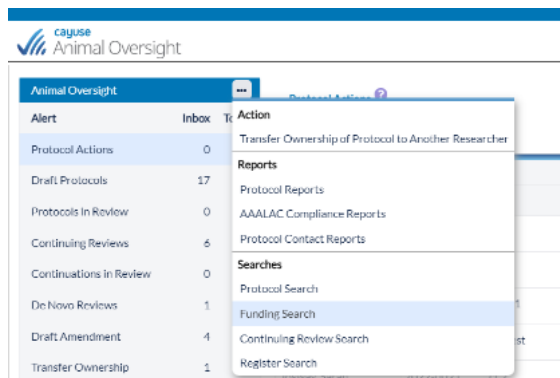 cayuse
Animal Oversight
Animal Oversight ...
Protocol Actions ?
Alert Inbox To
Protocol Actions 0
Draft Protocols 17
Protocols in Review 0
Continuing Reviews 6
Continuations in Review 0
De Novo Reviews 1
Draft Amendment 4
Transfer Ownership 1
Action
Transfer Ownership of Protocol to Another Researcher
Reports
Protocol Reports
AAALAC Compliance Reports
Protocol Contact Reports
Searches
Protocol Search
Funding Search
Continuing Review Search
Register Search
1
st